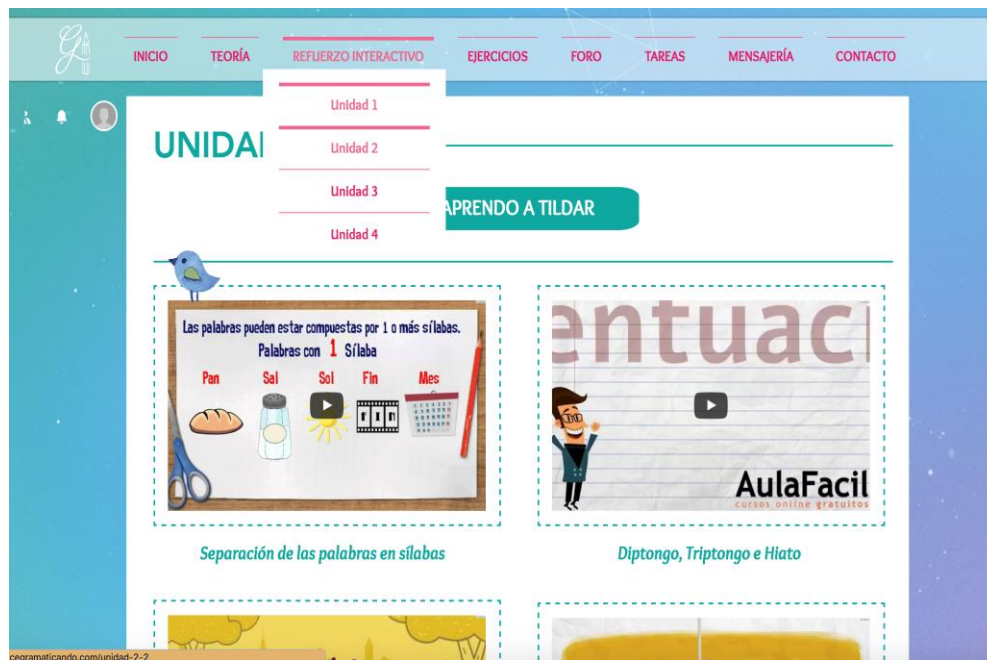 INICIO TEORÍA REFUERZO INTERACTIVO EJERCICIOS FORO TAREAS MENSAJERÍA CONTACTO
Unidad 1
Unidad 2
Unidad 3
Unidad 4
UNIDA
APRENDO A TILDAR
Las palabras pueden estar compuestas por 1 o más sílabas.
Palabras con 1 Sílaba
Pan Sal Sol Fin Mes
FIN
entuaci
AulaFacil
cursos online gratuitos
Separación de las palabras en sílabas
Diptongo, Triptongo e Hiato
cegramaticando.com/unidad-2-2